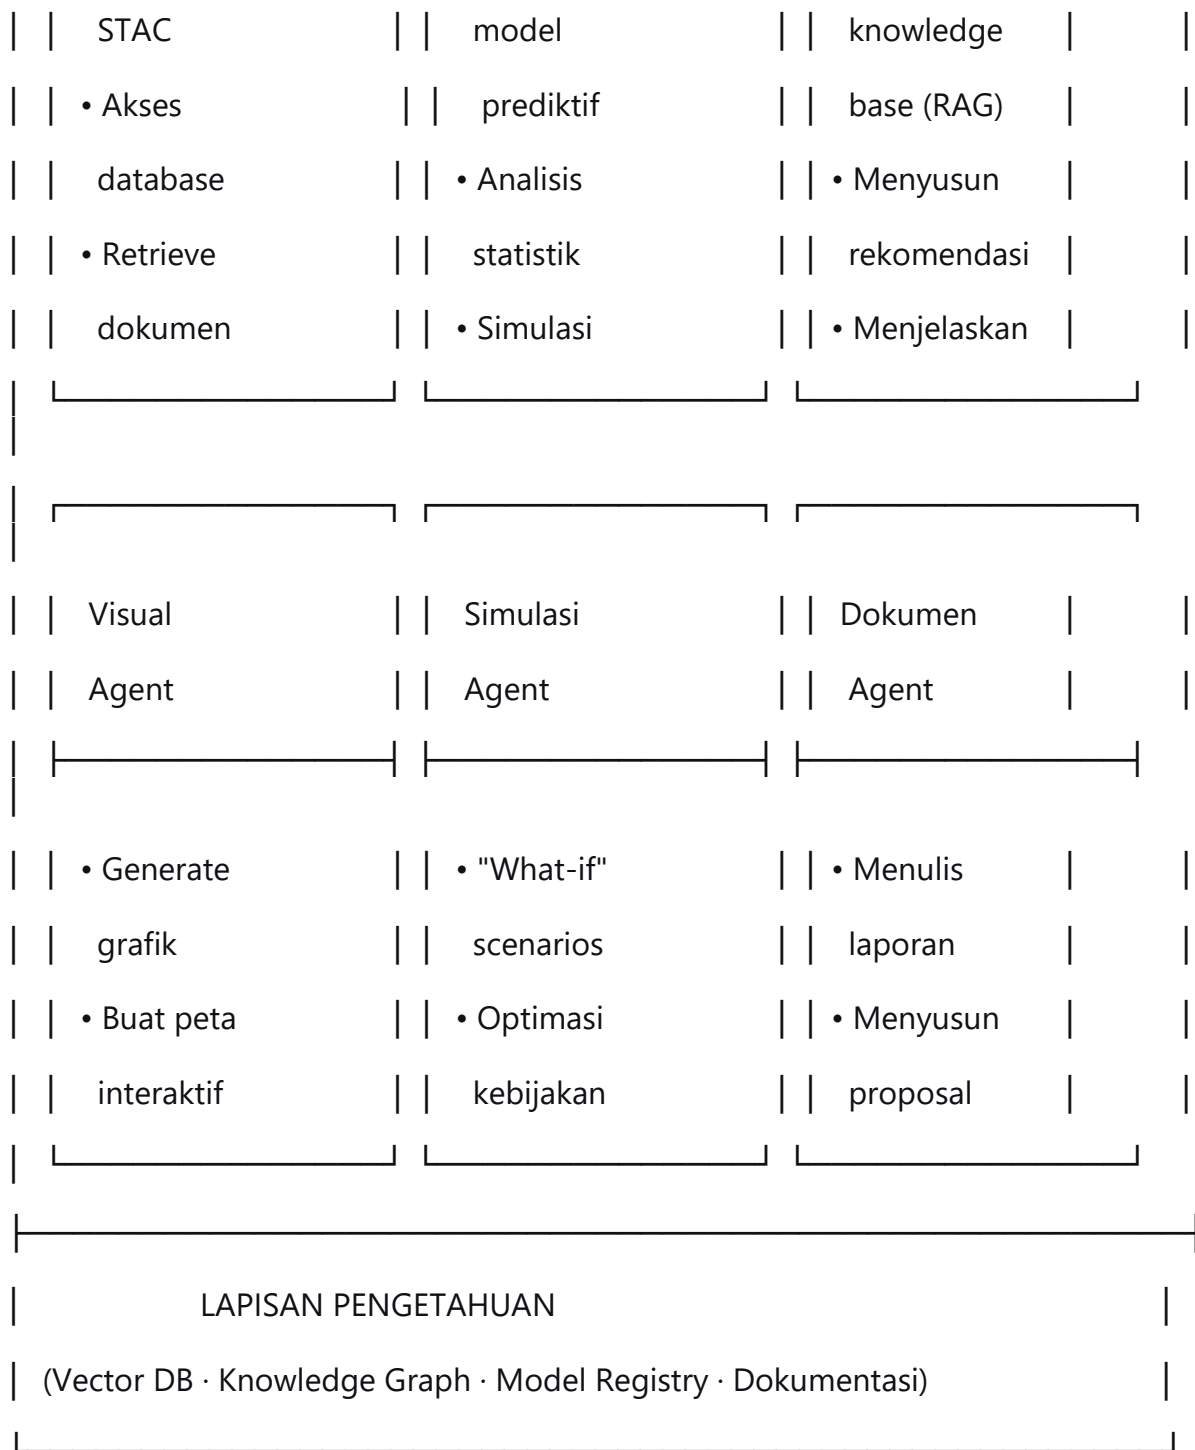 STAC model knowledge
• Akses prediktif base (RAG)
database • Analisis • Menyusun
• Retrieve statistik rekomendasi
dokumen • Simulasi • Menjelaskan
Visual Simulasi Dokumen
Agent Agent Agent
• Generate • "What-if" • Menulis
grafik scenarios laporan
• Buat peta • Optimasi • Menyusun
interaktif kebijakan proposal
LAPISAN PENGETAHUAN
(Vector DB · Knowledge Graph · Model Registry · Dokumentasi)